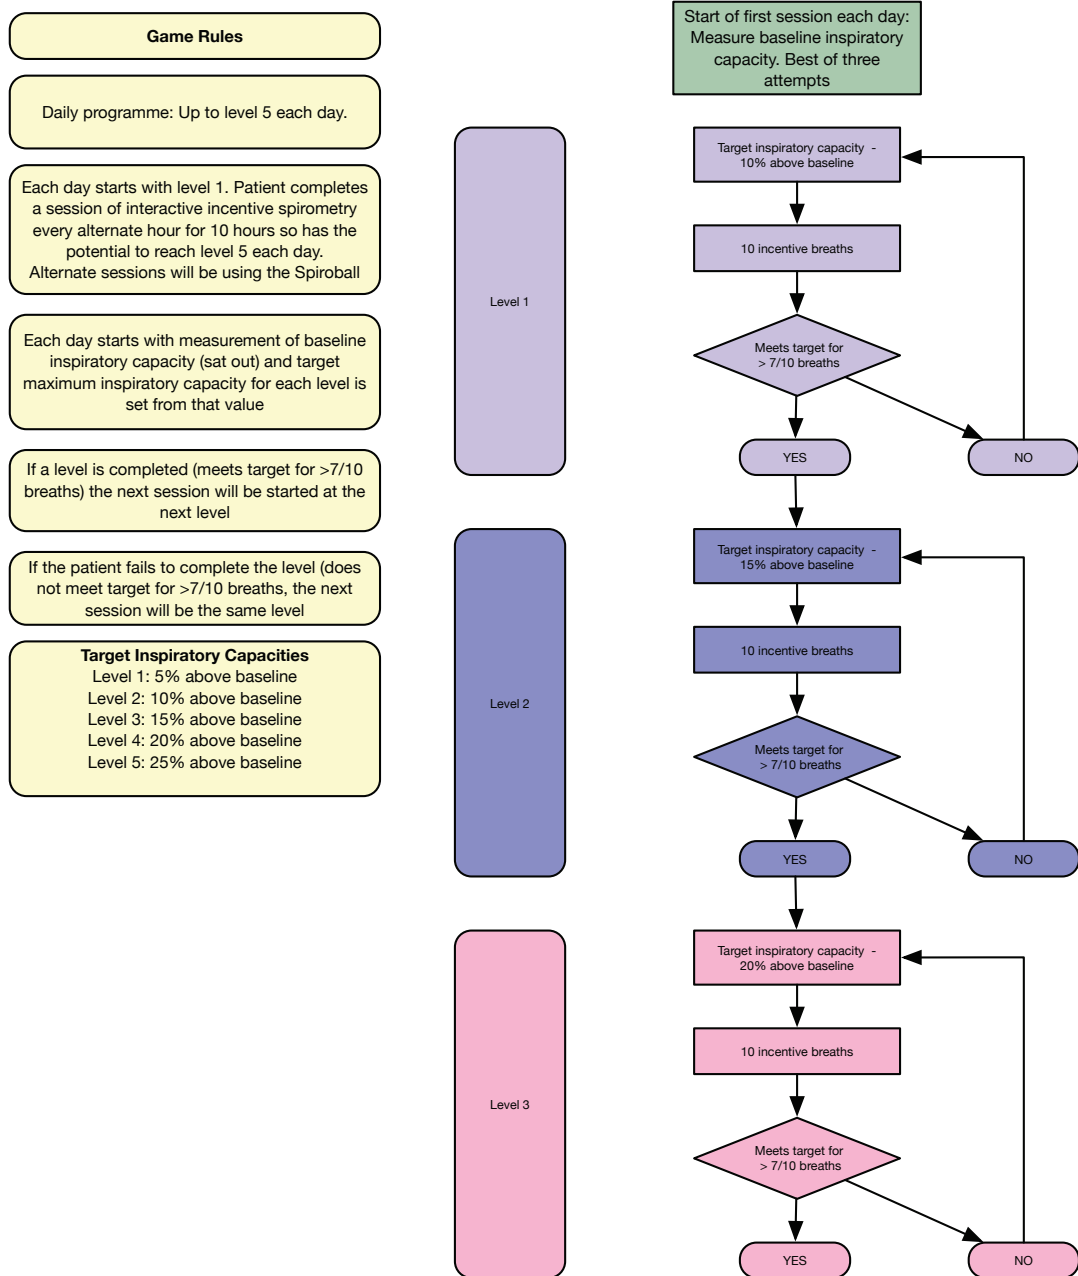 Game Rules
Daily programme: Up to level 5 each day.
Each day starts with level 1. Patient completes
a session of interactive incentive spirometry
every alternate hour for 10 hours so has the
potential to reach level 5 each day.
Alternate sessions will be using the Spiroball
Each day starts with measurement of baseline
inspiratory capacity (sat out) and target
maximum inspiratory capacity for each level is
set from that value
If a level is completed (meets target for >7/10
breaths) the next session will be started at the
next level
If the patient fails to complete the level (does
not meet target for >7/10 breaths, the next
session will be the same level
Target Inspiratory Capacities
Level 1: 5% above baseline
Level 2: 10% above baseline
Level 3: 15% above baseline
Level 4: 20% above baseline
Level 5: 25% above baseline
Start of first session each day:
Measure baseline inspiratory
capacity. Best of three
attempts
Level 1
Target inspiratory capacity -
10% above baseline
10 incentive breaths
Meets target for
> 7/10 breaths
YES
NO
Level 2
Target inspiratory capacity -
15% above baseline
10 incentive breaths
Meets target for
> 7/10 breaths
YES
NO
Level 3
Target inspiratory capacity -
20% above baseline
10 incentive breaths
Meets target for
> 7/10 breaths
YES
NO